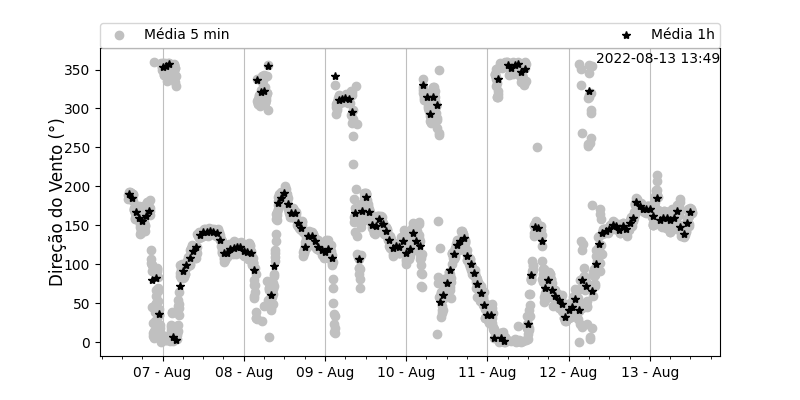 Média 5 min
Média 1h
2022-08-13 13:49
Direção do Vento (°)
350
300
250
200
150
100
50
0
07 - Aug
08 - Aug
09 - Aug
10 - Aug
11 - Aug
12 - Aug
13 - Aug